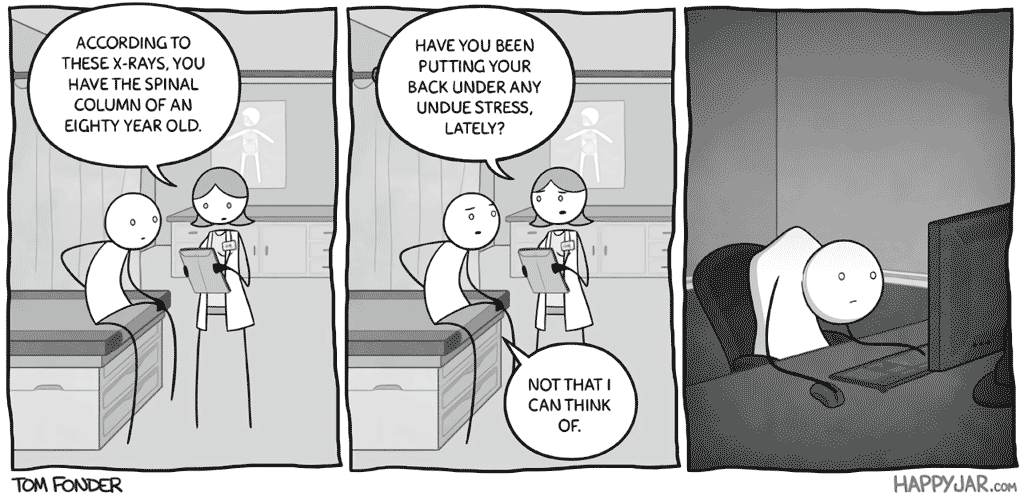 ACCORDING TO
THESE X-RAYS, YOU
HAVE THE SPINAL
COLUMN OF AN
EIGHTY YEAR OLD.
HAVE YOU BEEN
PUTTING YOUR
BACK UNDER ANY
UNDUE STRESS,
LATELY?
NOT THAT I
CAN THINK
OF.
TOM FONDER
HAPPYJAR.COM